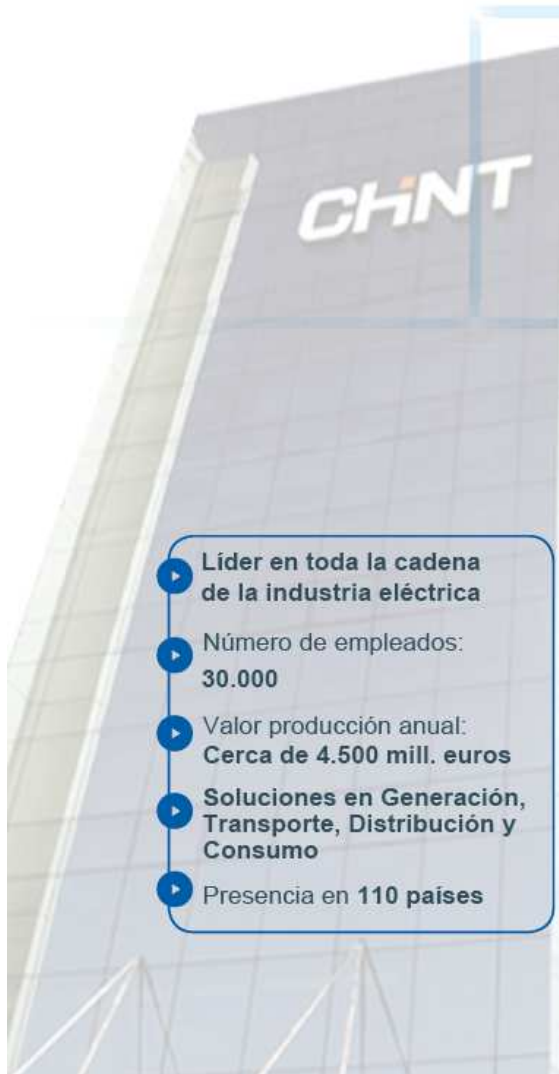 CHINT
Líder en toda la cadena
de la industria eléctrica
Número de empleados:
30.000
Valor producción anual:
Cerca de 4.500 mill. euros
Soluciones en Generación,
Transporte, Distribución y
Consumo
Presencia en 110 países